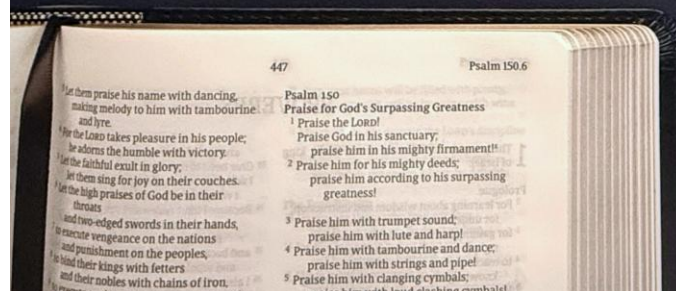 447
Psalm 150.6
³ Let them praise his name with dancing,
making melody to him with tambourine
and lyre.
⁴ For the LORD takes pleasure in his people;
he adorns the humble with victory.
⁵ Let the faithful exult in glory;
let them sing for joy on their couches.
⁶ Let the high praises of God be in their
throats
and two-edged swords in their hands,
⁷ to execute vengeance on the nations
and punishment on the peoples,
⁸ to bind their kings with fetters
and their nobles with chains of iron,
Psalm 150
Praise for God's Surpassing Greatness
¹ Praise the LORD!
Praise God in his sanctuary;
praise him in his mighty firmament!
² Praise him for his mighty deeds;
praise him according to his surpassing
greatness!
³ Praise him with trumpet sound;
praise him with lute and harp!
⁴ Praise him with tambourine and dance;
praise him with strings and pipe!
⁵ Praise him with clanging cymbals;